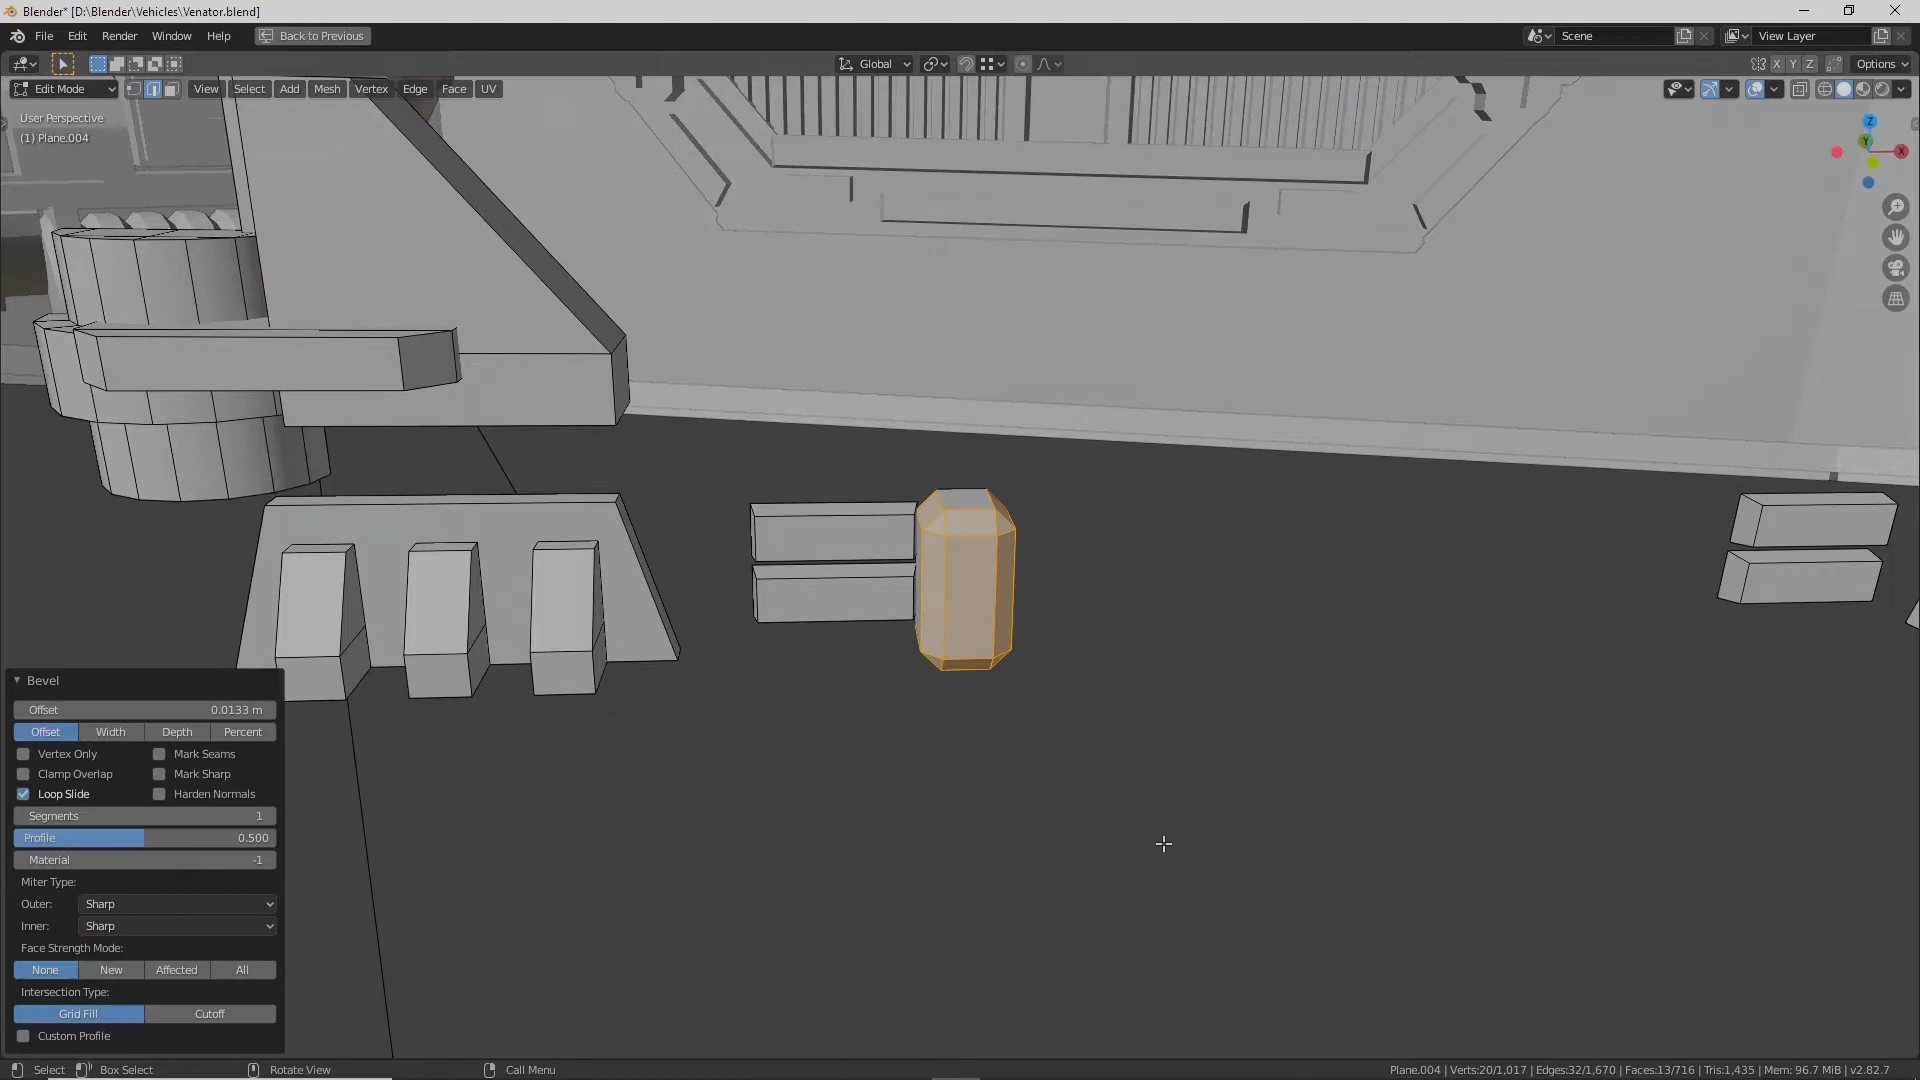 Blender* [D:\Blender\Vehicles\Venator.blend]
File Edit Render Window Help Back to Previous Scene View Layer
Global X Y Z Options
Edit Mode View Select Add Mesh Vertex Edge Face UV
User Perspective
(1) Plane.004
Z
Y
X
Bevel
Offset 0.0133 m
Offset Width Depth Percent
Vertex Only Mark Seams
Clamp Overlap Mark Sharp
Loop Slide Harden Normals
Segments 1
Profile 0.500
Material -1
Miter Type:
Outer: Sharp
Inner: Sharp
Face Strength Mode:
None New Affected All
Intersection Type:
Grid Fill Cutoff
Custom Profile
Select Box Select Rotate View Call Menu Plane.004 | Verts:20/1,017 | Edges:32/1,670 | Faces:13/716 | Tris:1,435 | Mem: 96.7 MiB | v2.82.7